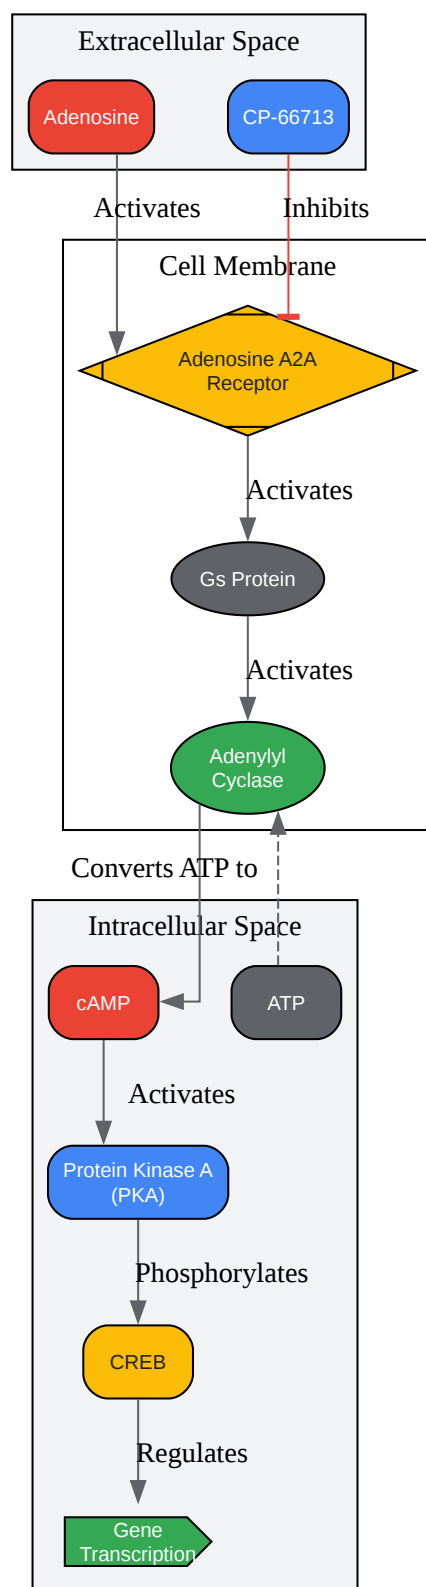 Extracellular Space
Adenosine
CP-66713
Activates
Inhibits
Cell Membrane
Adenosine A2A
Receptor
Activates
Gs Protein
Activates
Adenylyl
Cyclase
Converts ATP to
Intracellular Space
cAMP
ATP
Activates
Protein Kinase A
(PKA)
Phosphorylates
CREB
Regulates
Gene
Transcription